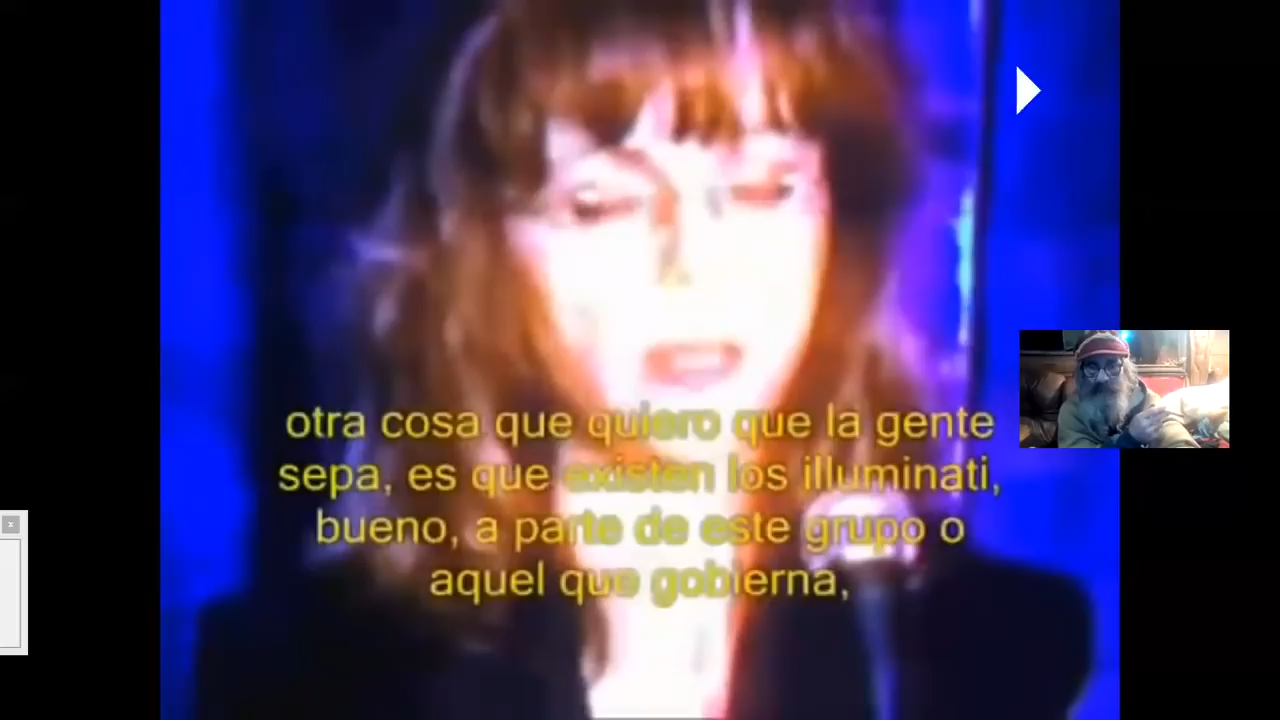 otra cosa que quiero que la gente
sepa, es que existen los illuminati,
bueno, a parte de este grupo o
aquel que gobierna,